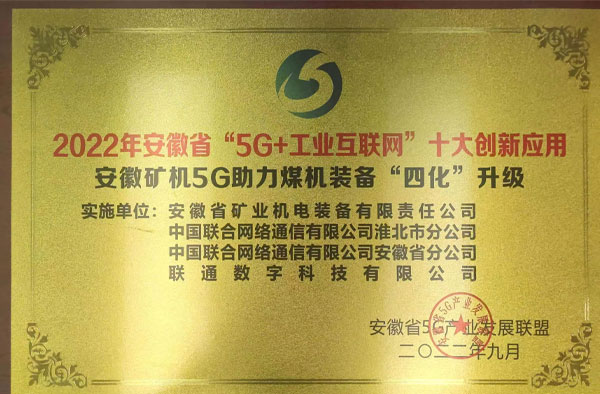 2022年安徽省“5G+工业互联网”十大创新应用
安徽矿机5G助力煤机装备“四化”升级
实施单位：安徽省矿业机电装备有限责任公司
中国联合网络通信有限公司淮北市分公司
中国联合网络通信有限公司安徽省分公司
联通数字科技有限公司
安徽省5G产业发展联盟
二〇二二年九月